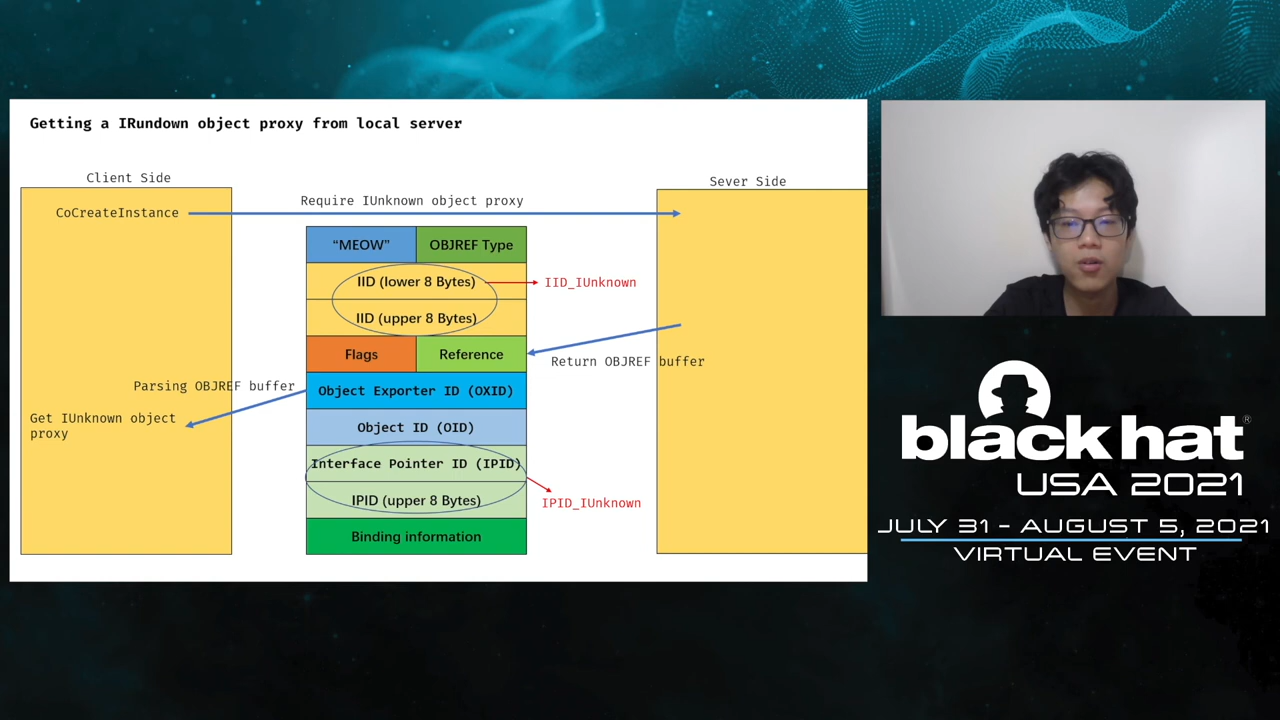 Getting a IRundown object proxy from local server
Client Side
Sever Side
CoCreateInstance
Require IUnknown object proxy
“MEOW”
OBJREF Type
IID (lower 8 Bytes)
IID_IUnknown
IID (upper 8 Bytes)
Flags
Reference
Return OBJREF buffer
Parsing OBJREF buffer
Object Exporter ID (OXID)
Get IUnknown object
proxy
Object ID (OID)
Interface Pointer ID (IPID)
IPID (upper 8 Bytes)
IPID_IUnknown
Binding information
black hat®
USA 2021
JULY 31 - AUGUST 5, 2021
VIRTUAL EVENT